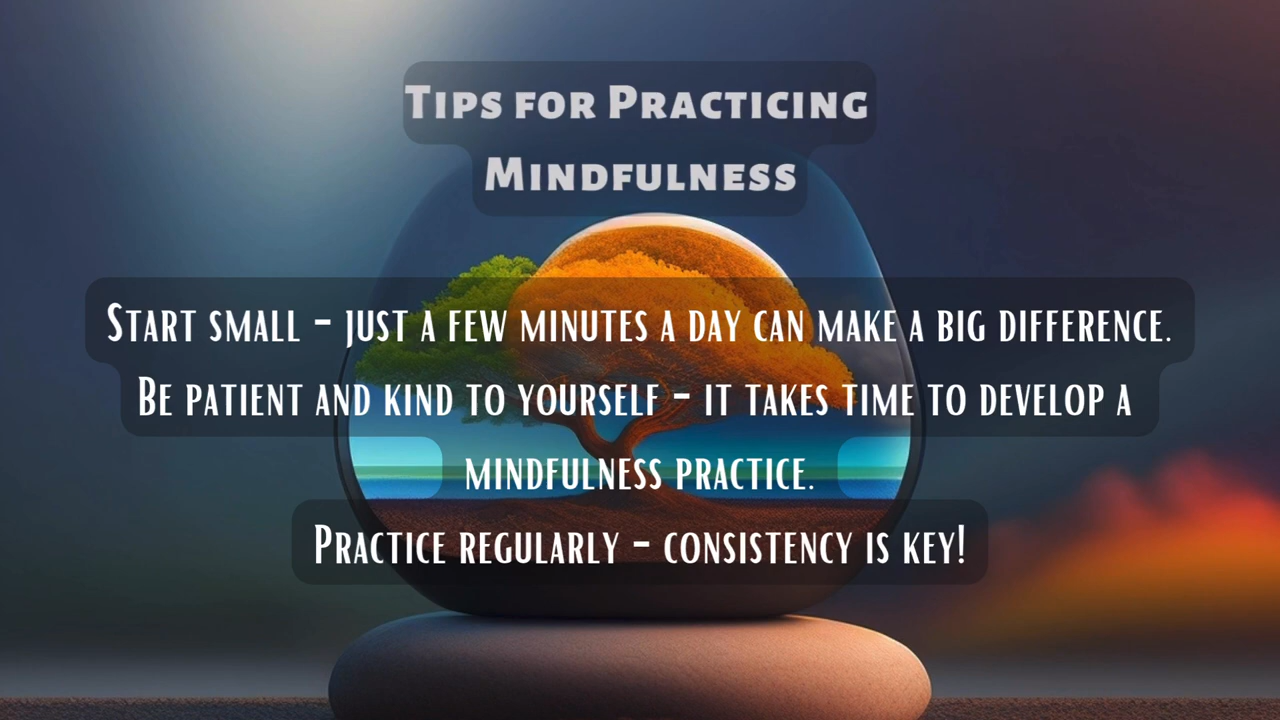 Tips for Practicing
Mindfulness
Start small - just a few minutes a day can make a big difference.
Be patient and kind to yourself - it takes time to develop a
mindfulness practice.
Practice regularly - consistency is key!